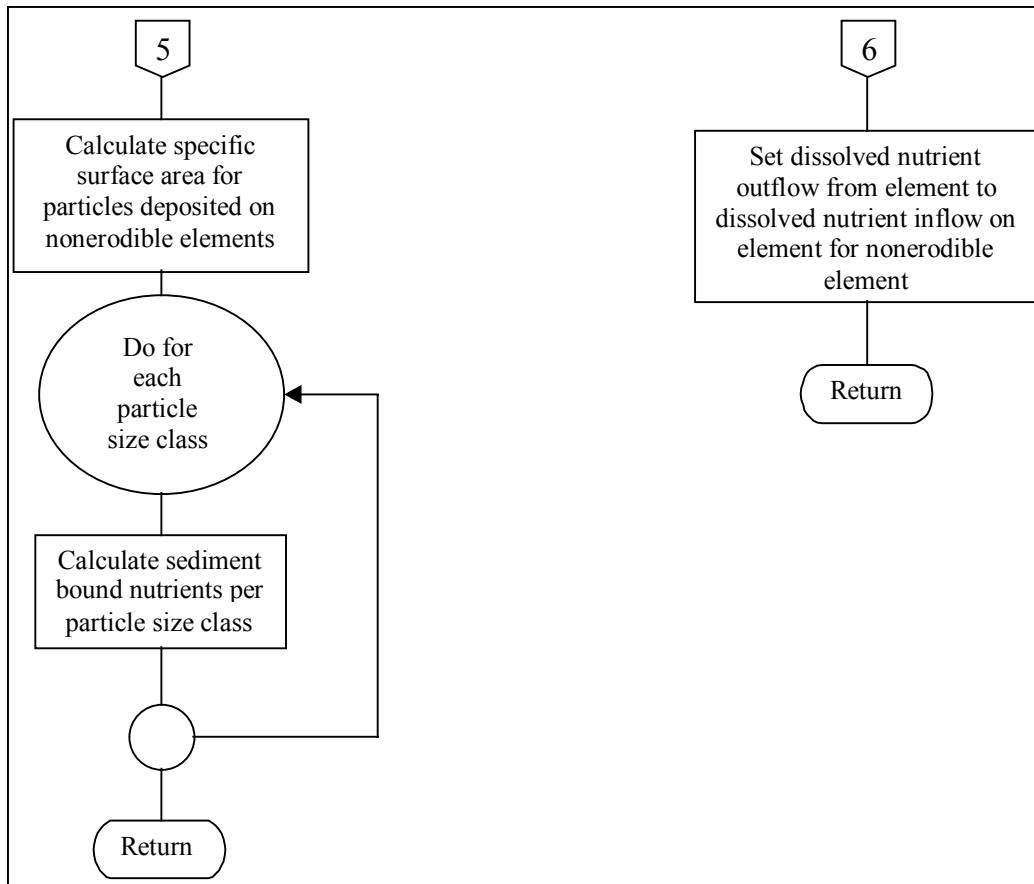 5
Calculate specific
surface area for
particles deposited on
nonerodible elements
Do for
each
particle
size class
Calculate sediment
bound nutrients per
particle size class
Return
6
Set dissolved nutrient
outflow from element to
dissolved nutrient inflow on
element for nonerodible
element
Return